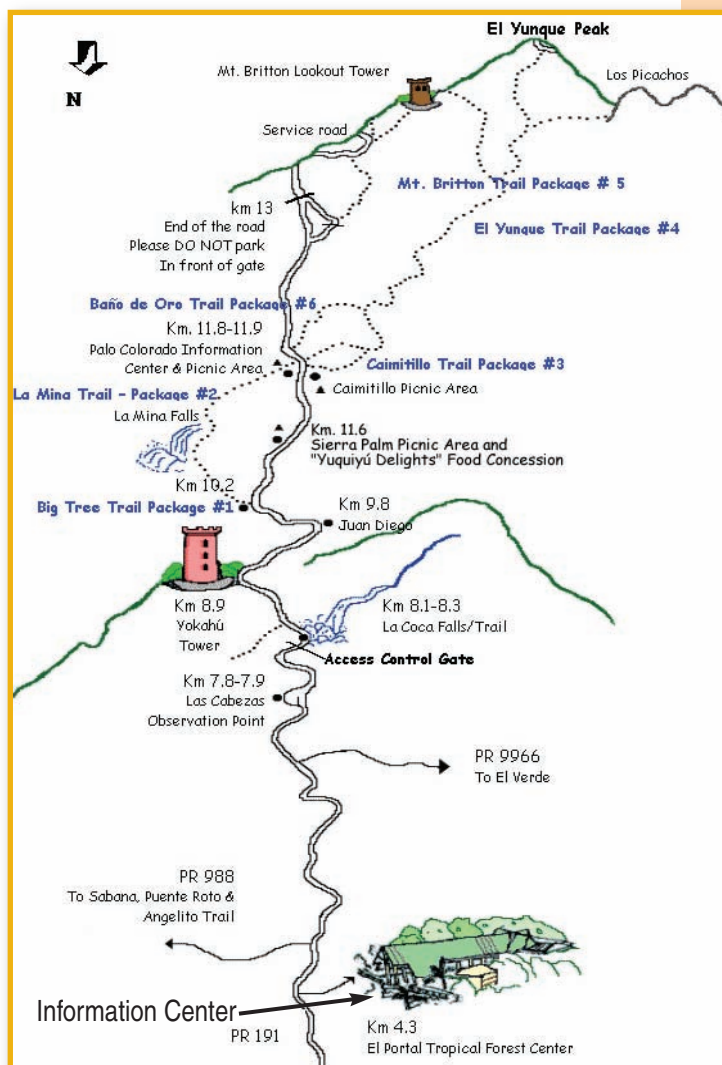 El Yunque Peak
N
Mt. Britton Lookout Tower
Los Picachos
Service road
Mt. Britton Trail Package # 5
km 13
End of the road
Please DO NOT park
In front of gate
El Yunque Trail Package #4
Baño de Oro Trail Package #6
Km. 11.8-11.9
Palo Colorado Information
Center & Picnic Area
Caimitillo Trail Package #3
Caimitillo Picnic Area
La Mina Trail - Package #2
La Mina Falls
Km. 11.6
Sierra Palm Picnic Area and
"Yuquiyú Delights" Food Concession
Km 10.2
Big Tree Trail Package #1
Km 9.8
Juan Diego
Km 8.9
Yokahú
Tower
Km 8.1-8.3
La Coca Falls/Trail
Access Control Gate
Km 7.8-7.9
Las Cabezas
Observation Point
PR 9966
To El Verde
PR 988
To Sabana, Puente Roto &
Angelito Trail
Information Center
PR 191
Km 4.3
El Portal Tropical Forest Center